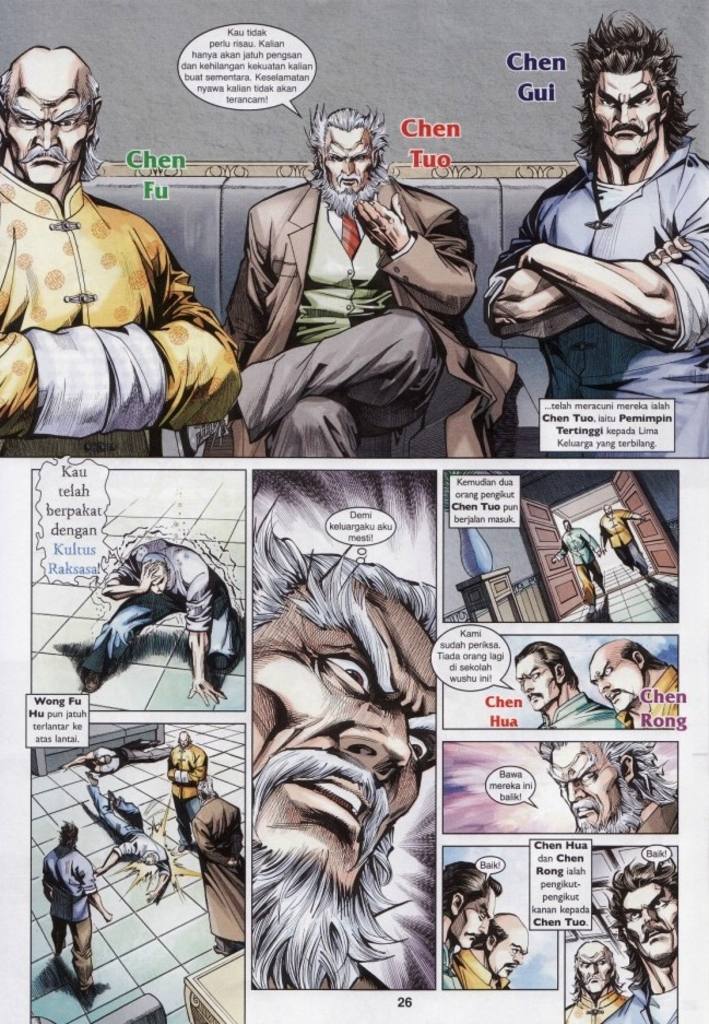 Kau tidak
perlu risau. Kalian
hanya akan jatuh pengsan
dan kehilangan kekuatan kalian
buat sementara. Keselamatan
nyawa kalian tidak akan
terancam!
Chen
Fu
Chen
Tuo
Chen
Gui
...telah meracuni mereka ialah
Chen Tuo, iaitu Pemimpin
Tertinggi kepada Lima
Keluarga yang terbilang.
Kau
telah
berpakat
dengan
Kultus
Raksasa!
Wong Fu
Hu pun jatuh
terlantar ke
atas lantai.
Demi
keluargaku aku
mesti!
Kemudian dua
orang pengikut
Chen Tuo pun
berjalan masuk.
Kami
sudah periksa.
Tiada orang lagi
di sekolah
wushu ini!
Chen
Hua
Chen
Rong
Bawa
mereka ini
balik!
Baik!
Chen Hua
dan Chen
Rong ialah
pengikut-
pengikut
kanan kepada
Chen Tuo.
Baik!
26